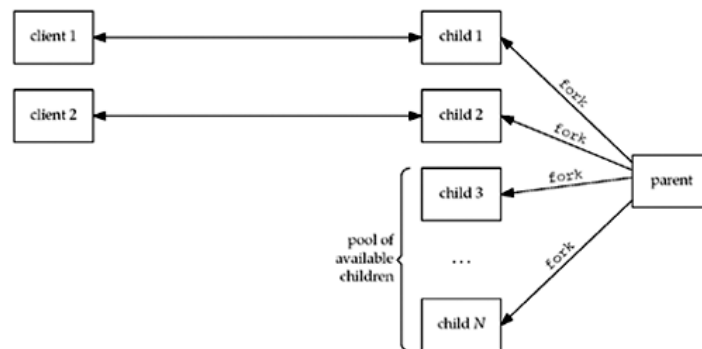 client 1
child 1
fork
client 2
child 2
fork
parent
child 3
fork
pool of
available
children
...
fork
child N